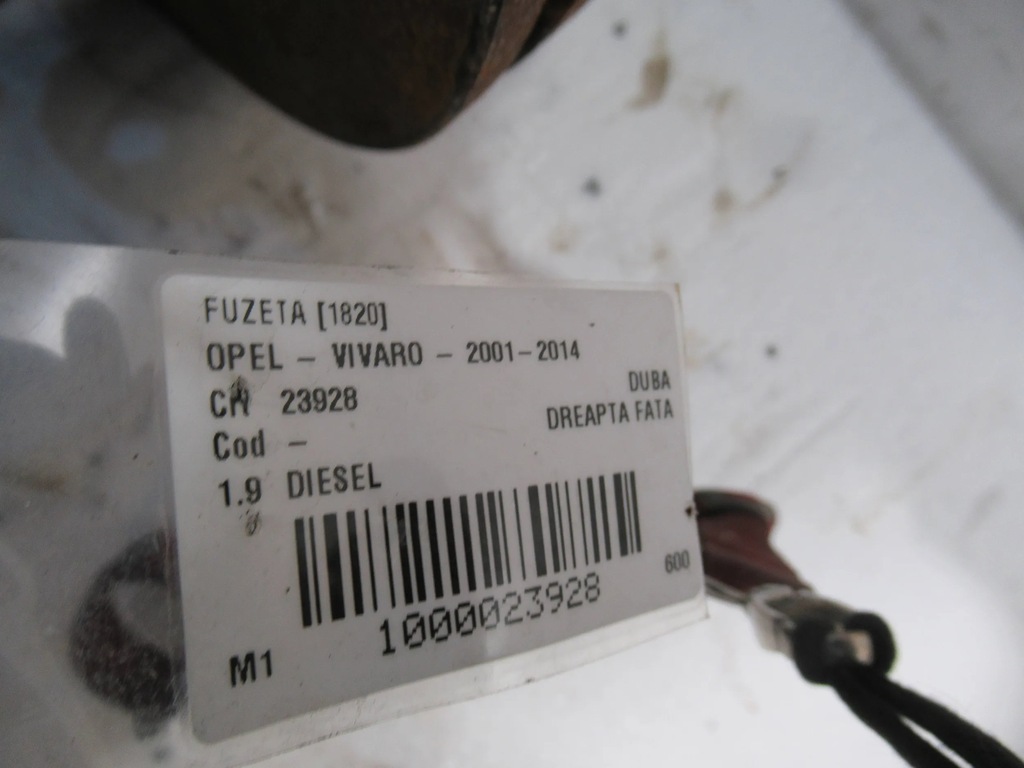 FUZETA [1820]
OPEL - VIVARO - 2001-2014
DUBA
CH 23928
DREAPTA FATA
Cod -
1.9 DIESEL
600
1000023928
M1